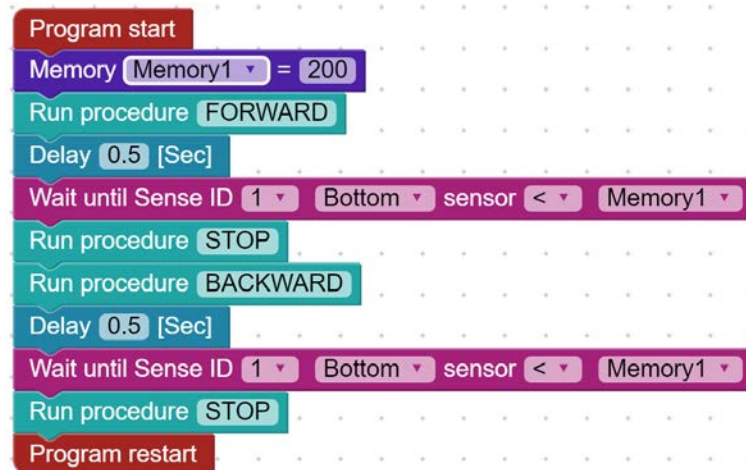 Program start
Memory Memory1 = 200
Run procedure FORWARD
Delay 0.5 [Sec]
Wait until Sense ID 1 Bottom sensor < Memory1
Run procedure STOP
Run procedure BACKWARD
Delay 0.5 [Sec]
Wait until Sense ID 1 Bottom sensor < Memory1
Run procedure STOP
Program restart